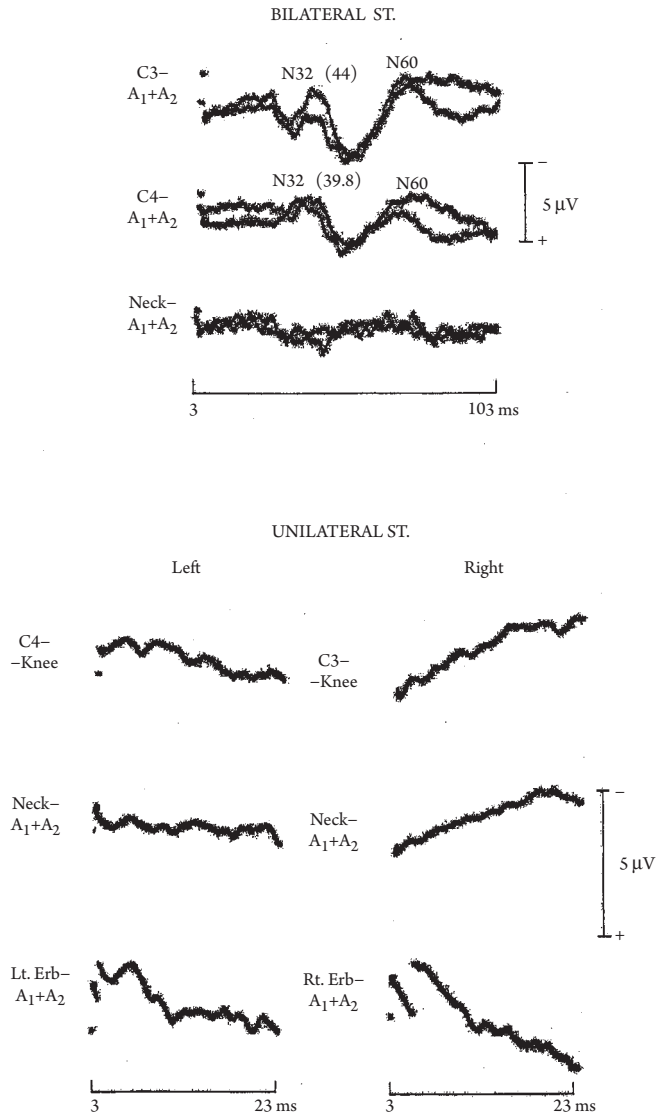 BILATERAL ST.
C3–
A1+A2
N32 (44)
N60
C4–
A1+A2
N32 (39.8)
N60
–
5 μV
+
Neck–
A1+A2
3
103 ms
UNILATERAL ST.
Left
Right
C4–
–Knee
C3–
–Knee
Neck–
A1+A2
Neck–
A1+A2
–
5 μV
+
Lt. Erb–
A1+A2
Rt. Erb–
A1+A2
3
23 ms
3
23 ms